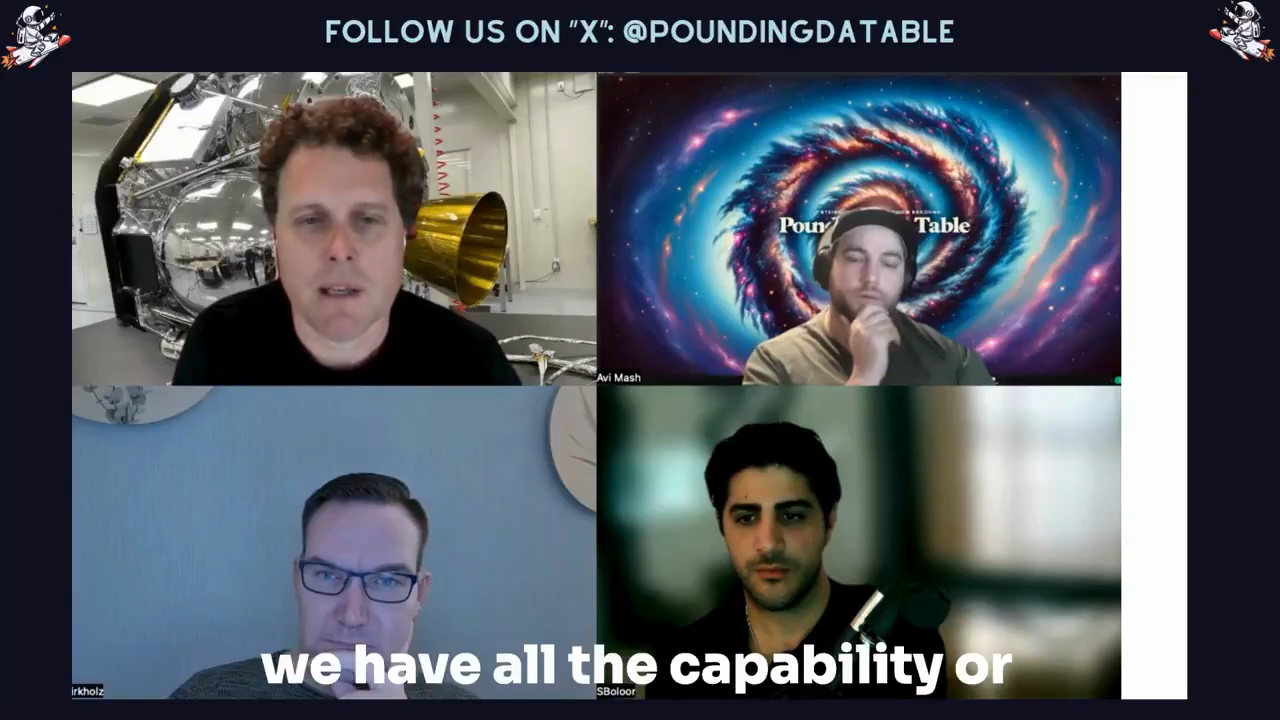 FOLLOW US ON "X": @POUNDINGDATABLE
Table
Avi Mash
irkholz
SBoloor
we have all the capability or